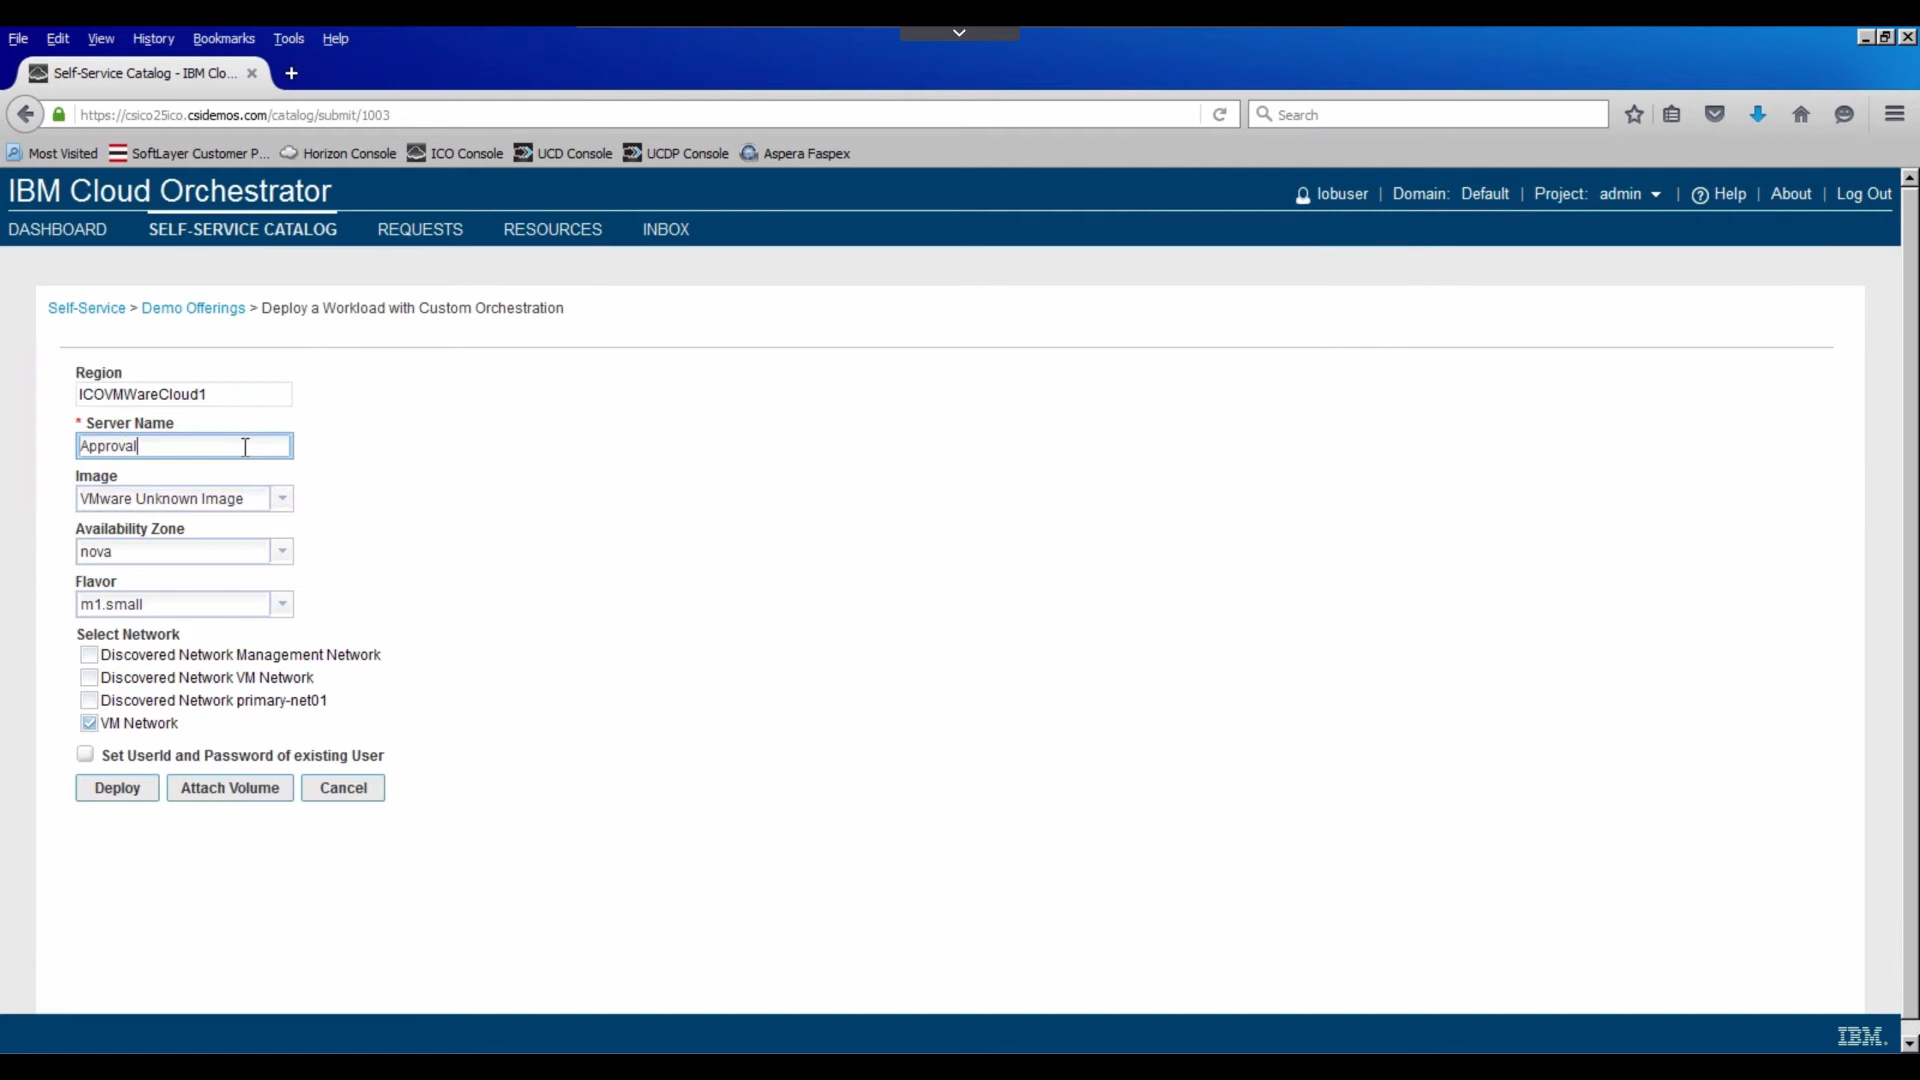 File Edit View History Bookmarks Tools Help
Self-Service Catalog - IBM Clo... × +
https://csico25ico.csidemos.com/catalog/submit/1003 Search
Most Visited SoftLayer Customer P... Horizon Console ICO Console UCD Console UCDP Console Aspera Faspex
IBM Cloud Orchestrator
lobuser | Domain: Default | Project: admin | ? Help | About | Log Out
DASHBOARD SELF-SERVICE CATALOG REQUESTS RESOURCES INBOX
Self-Service > Demo Offerings > Deploy a Workload with Custom Orchestration
Region
ICOVMWareCloud1
* Server Name
Approval
Image
VMware Unknown Image
Availability Zone
nova
Flavor
m1.small
Select Network
Discovered Network Management Network
Discovered Network VM Network
Discovered Network primary-net01
VM Network
Set UserId and Password of existing User
Deploy Attach Volume Cancel
IBM.